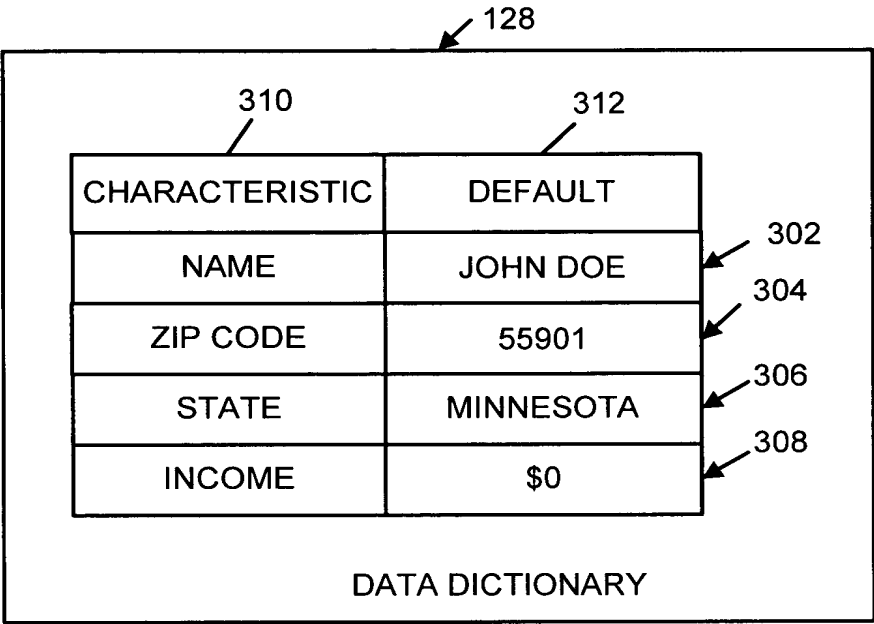 128
310 312
CHARACTERISTIC DEFAULT
NAME JOHN DOE 302
ZIP CODE 55901 304
STATE MINNESOTA 306
INCOME $0 308
DATA DICTIONARY